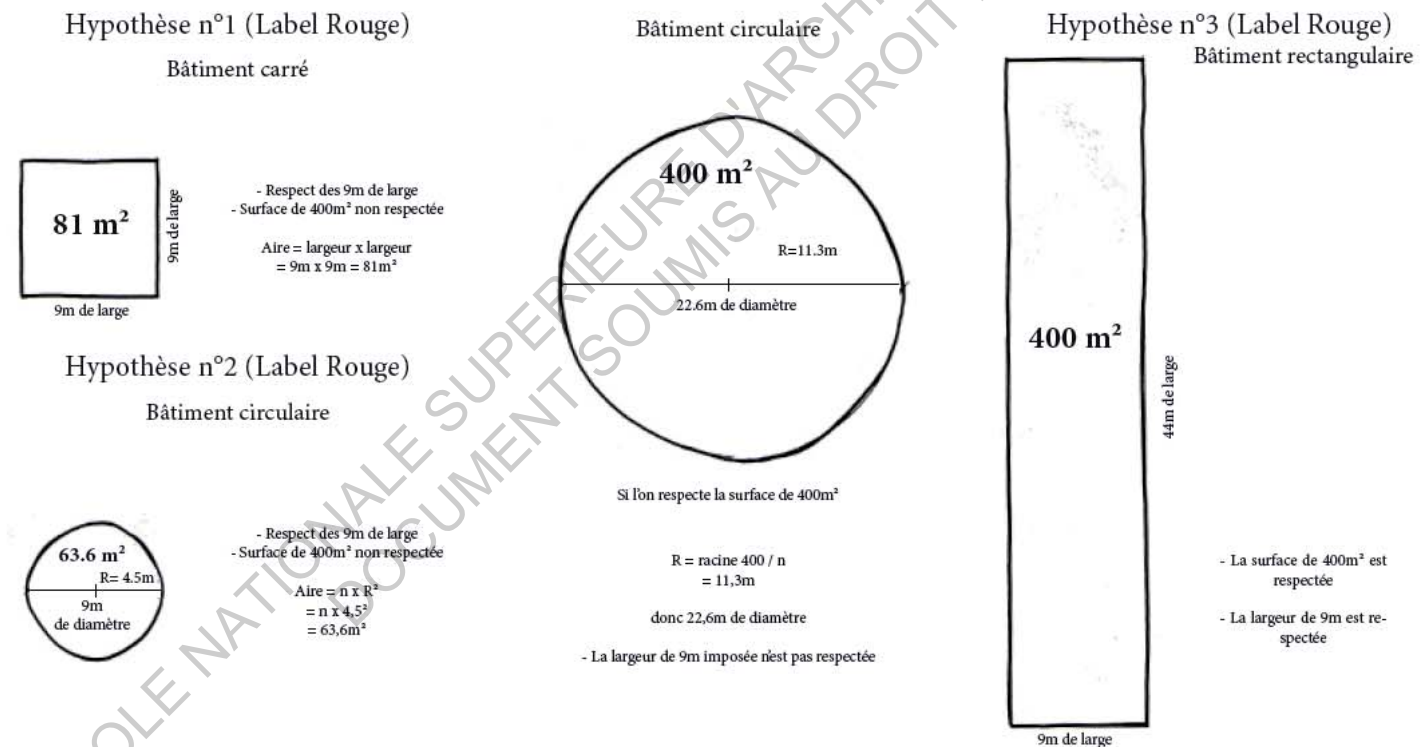 Hypothèse n°1 (Label Rouge)
Bâtiment carré
81 m²
9m de large
9m de large
- Respect des 9m de large
- Surface de 400m² non respectée
Aire = largeur x largeur
= 9m x 9m = 81m²
Hypothèse n°2 (Label Rouge)
Bâtiment circulaire
63.6 m²
R= 4.5m
9m
de diamètre
- Respect des 9m de large
- Surface de 400m² non respectée
Aire = n x R²
= n x 4,5²
= 63,6m²
Bâtiment circulaire
400 m²
R=11.3m
22.6m de diamètre
Si l'on respecte la surface de 400m²
R = racine 400 / n
= 11,3m
donc 22,6m de diamètre
- La largeur de 9m imposée n'est pas respectée
Hypothèse n°3 (Label Rouge)
Bâtiment rectangulaire
400 m²
44m de large
9m de large
- La surface de 400m² est
respectée
- La largeur de 9m est re-
spectée
OLE NATIONALE SUPERIEURE D'ARCHI
DOCUMENT SOUMIS AU DROIT